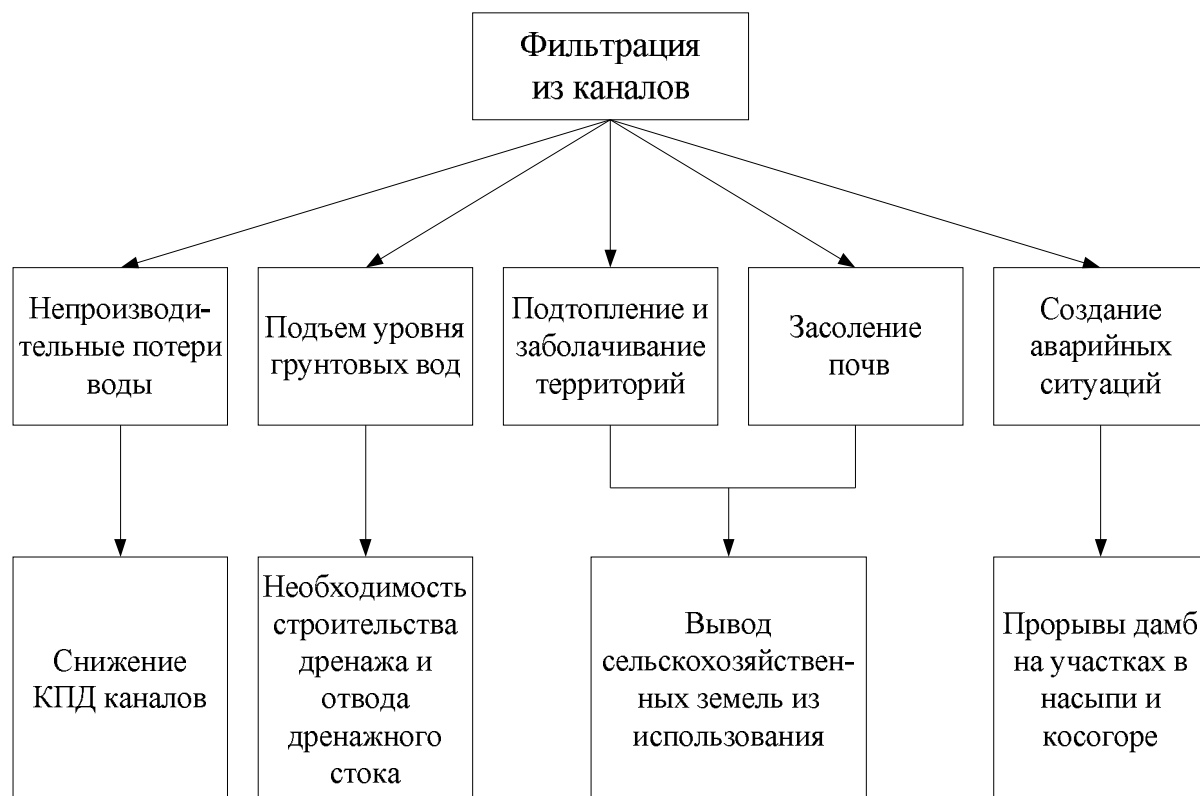 Фильтрация
из каналов
Непроизводи-
тельные потери
воды
Подъем уровня
грунтовых вод
Подтопление и
заболачивание
территорий
Засоление
почв
Создание
аварийных
ситуаций
Снижение
КПД каналов
Необходимость
строительства
дренажа и
отвода
дренажного
стока
Вывод
сельскохозяйствен-
ных земель из
использования
Прорывы дамб
на участках в
насыпи и
косогоре